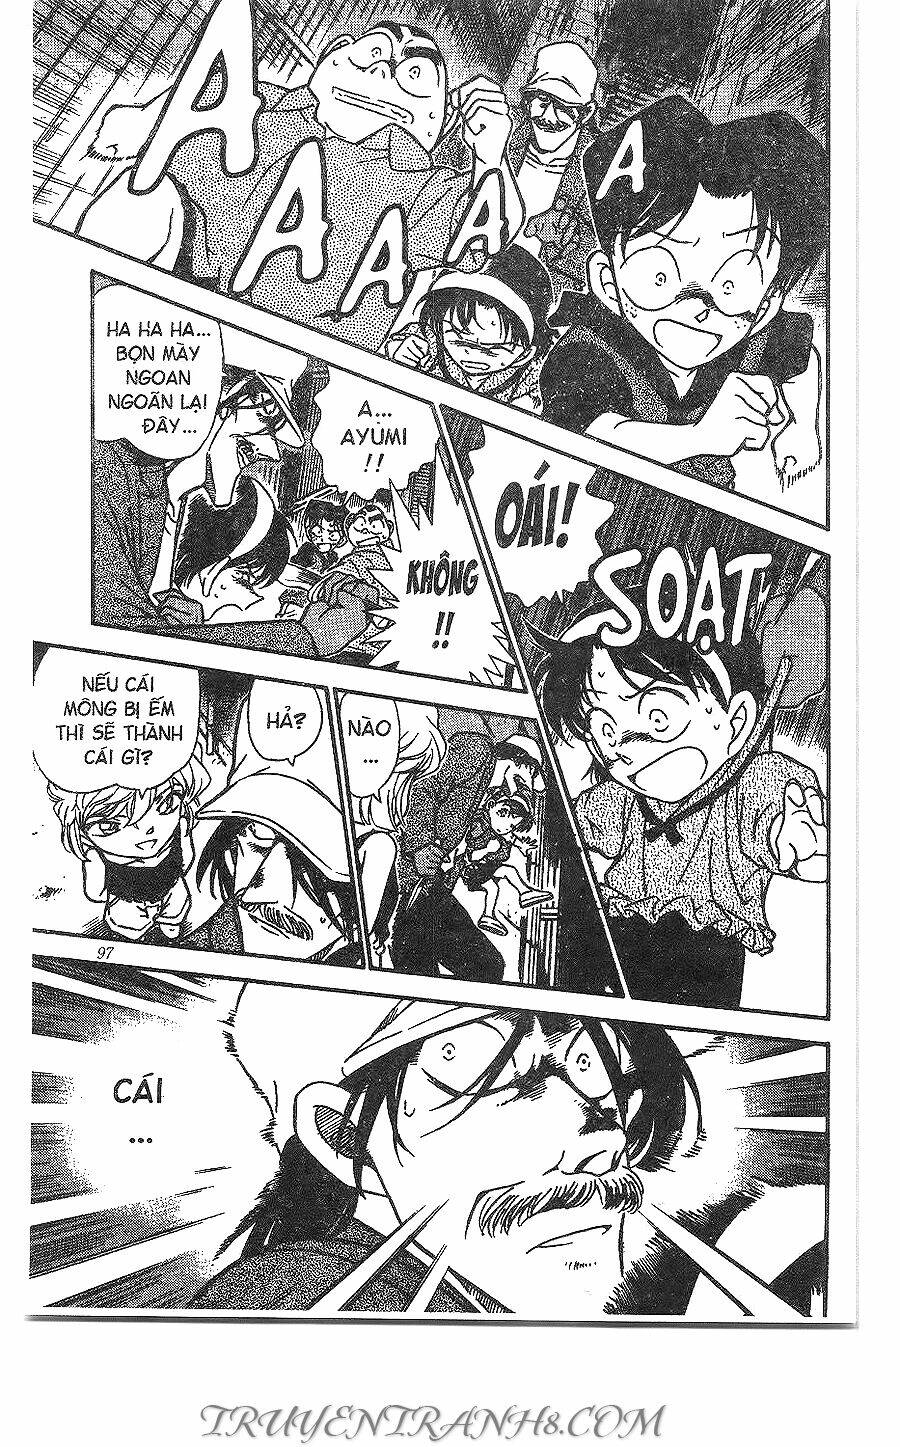 A
A
A
A
A
A
HA HA HA...
BỌN MÀY
NGOAN
NGOÃN LẠI
ĐÂY...
A...
AYUMI
!!
KHÔNG
!!
OÁI!
SOẠT
NẾU CÁI
MÔNG BỊ ẾM
THÌ SẼ THÀNH
CÁI GÌ?
HẢ?
NÀO
...
97
CÁI
...
TRUYENTRANH8.COM